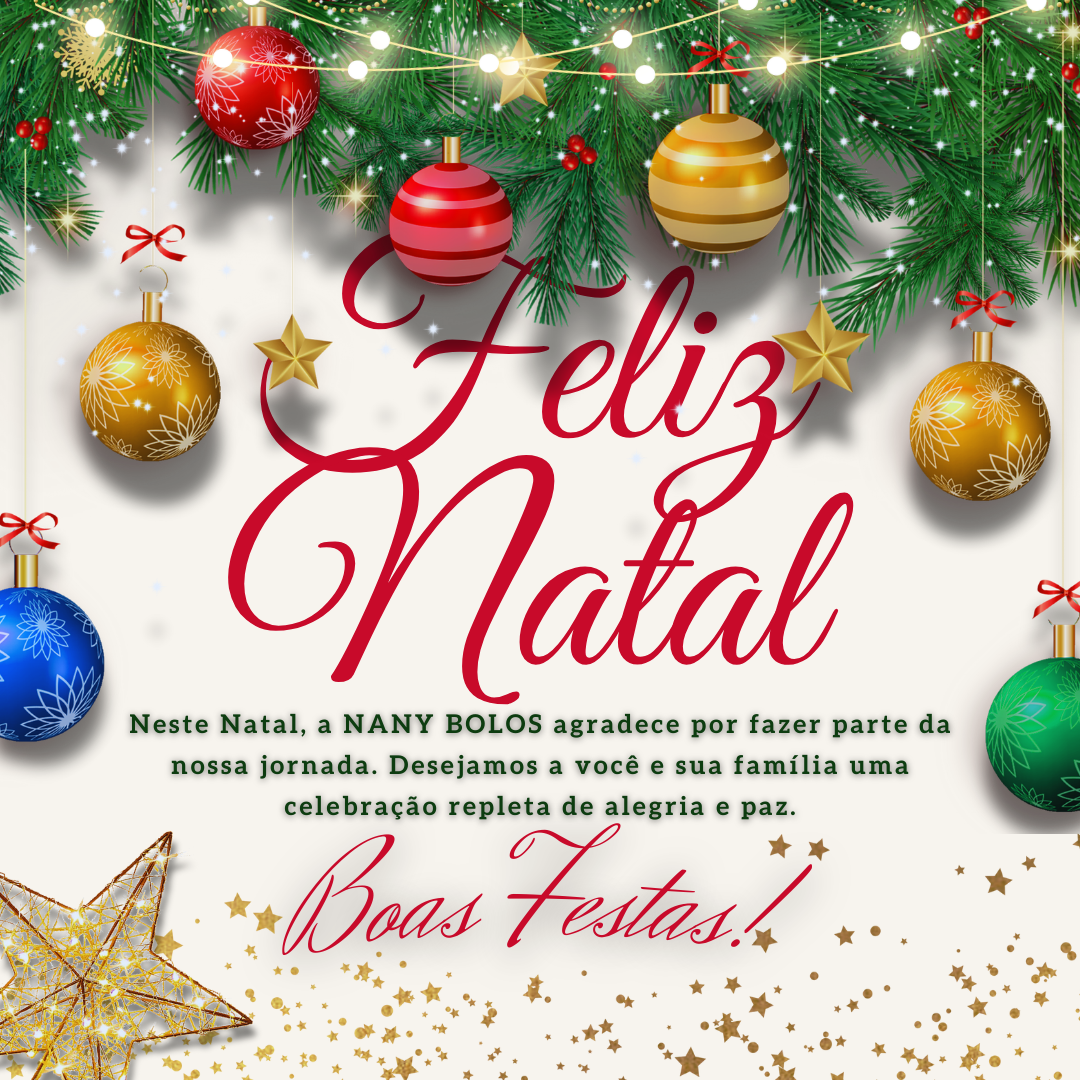 Feliz
Natal
Neste Natal, a NANY BOLOS agradece por fazer parte da
nossa jornada. Desejamos a você e sua família uma
celebração repleta de alegria e paz.
Boas Festas!